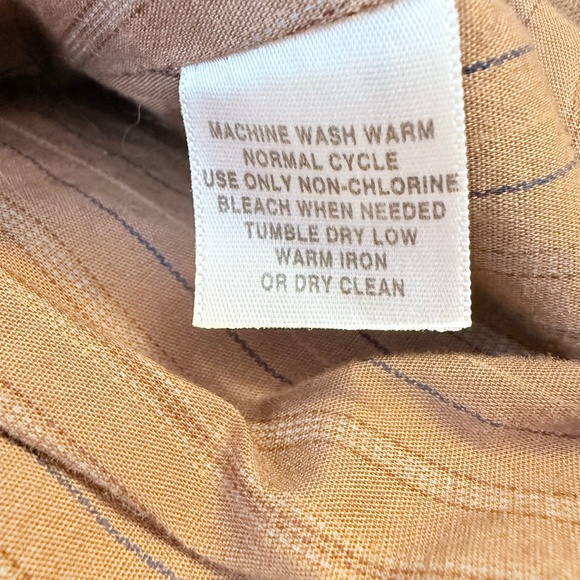 MACHINE WASH WARM
NORMAL CYCLE
USE ONLY NON-CHLORINE
BLEACH WHEN NEEDED
TUMBLE DRY LOW
WARM IRON
OR DRY CLEAN